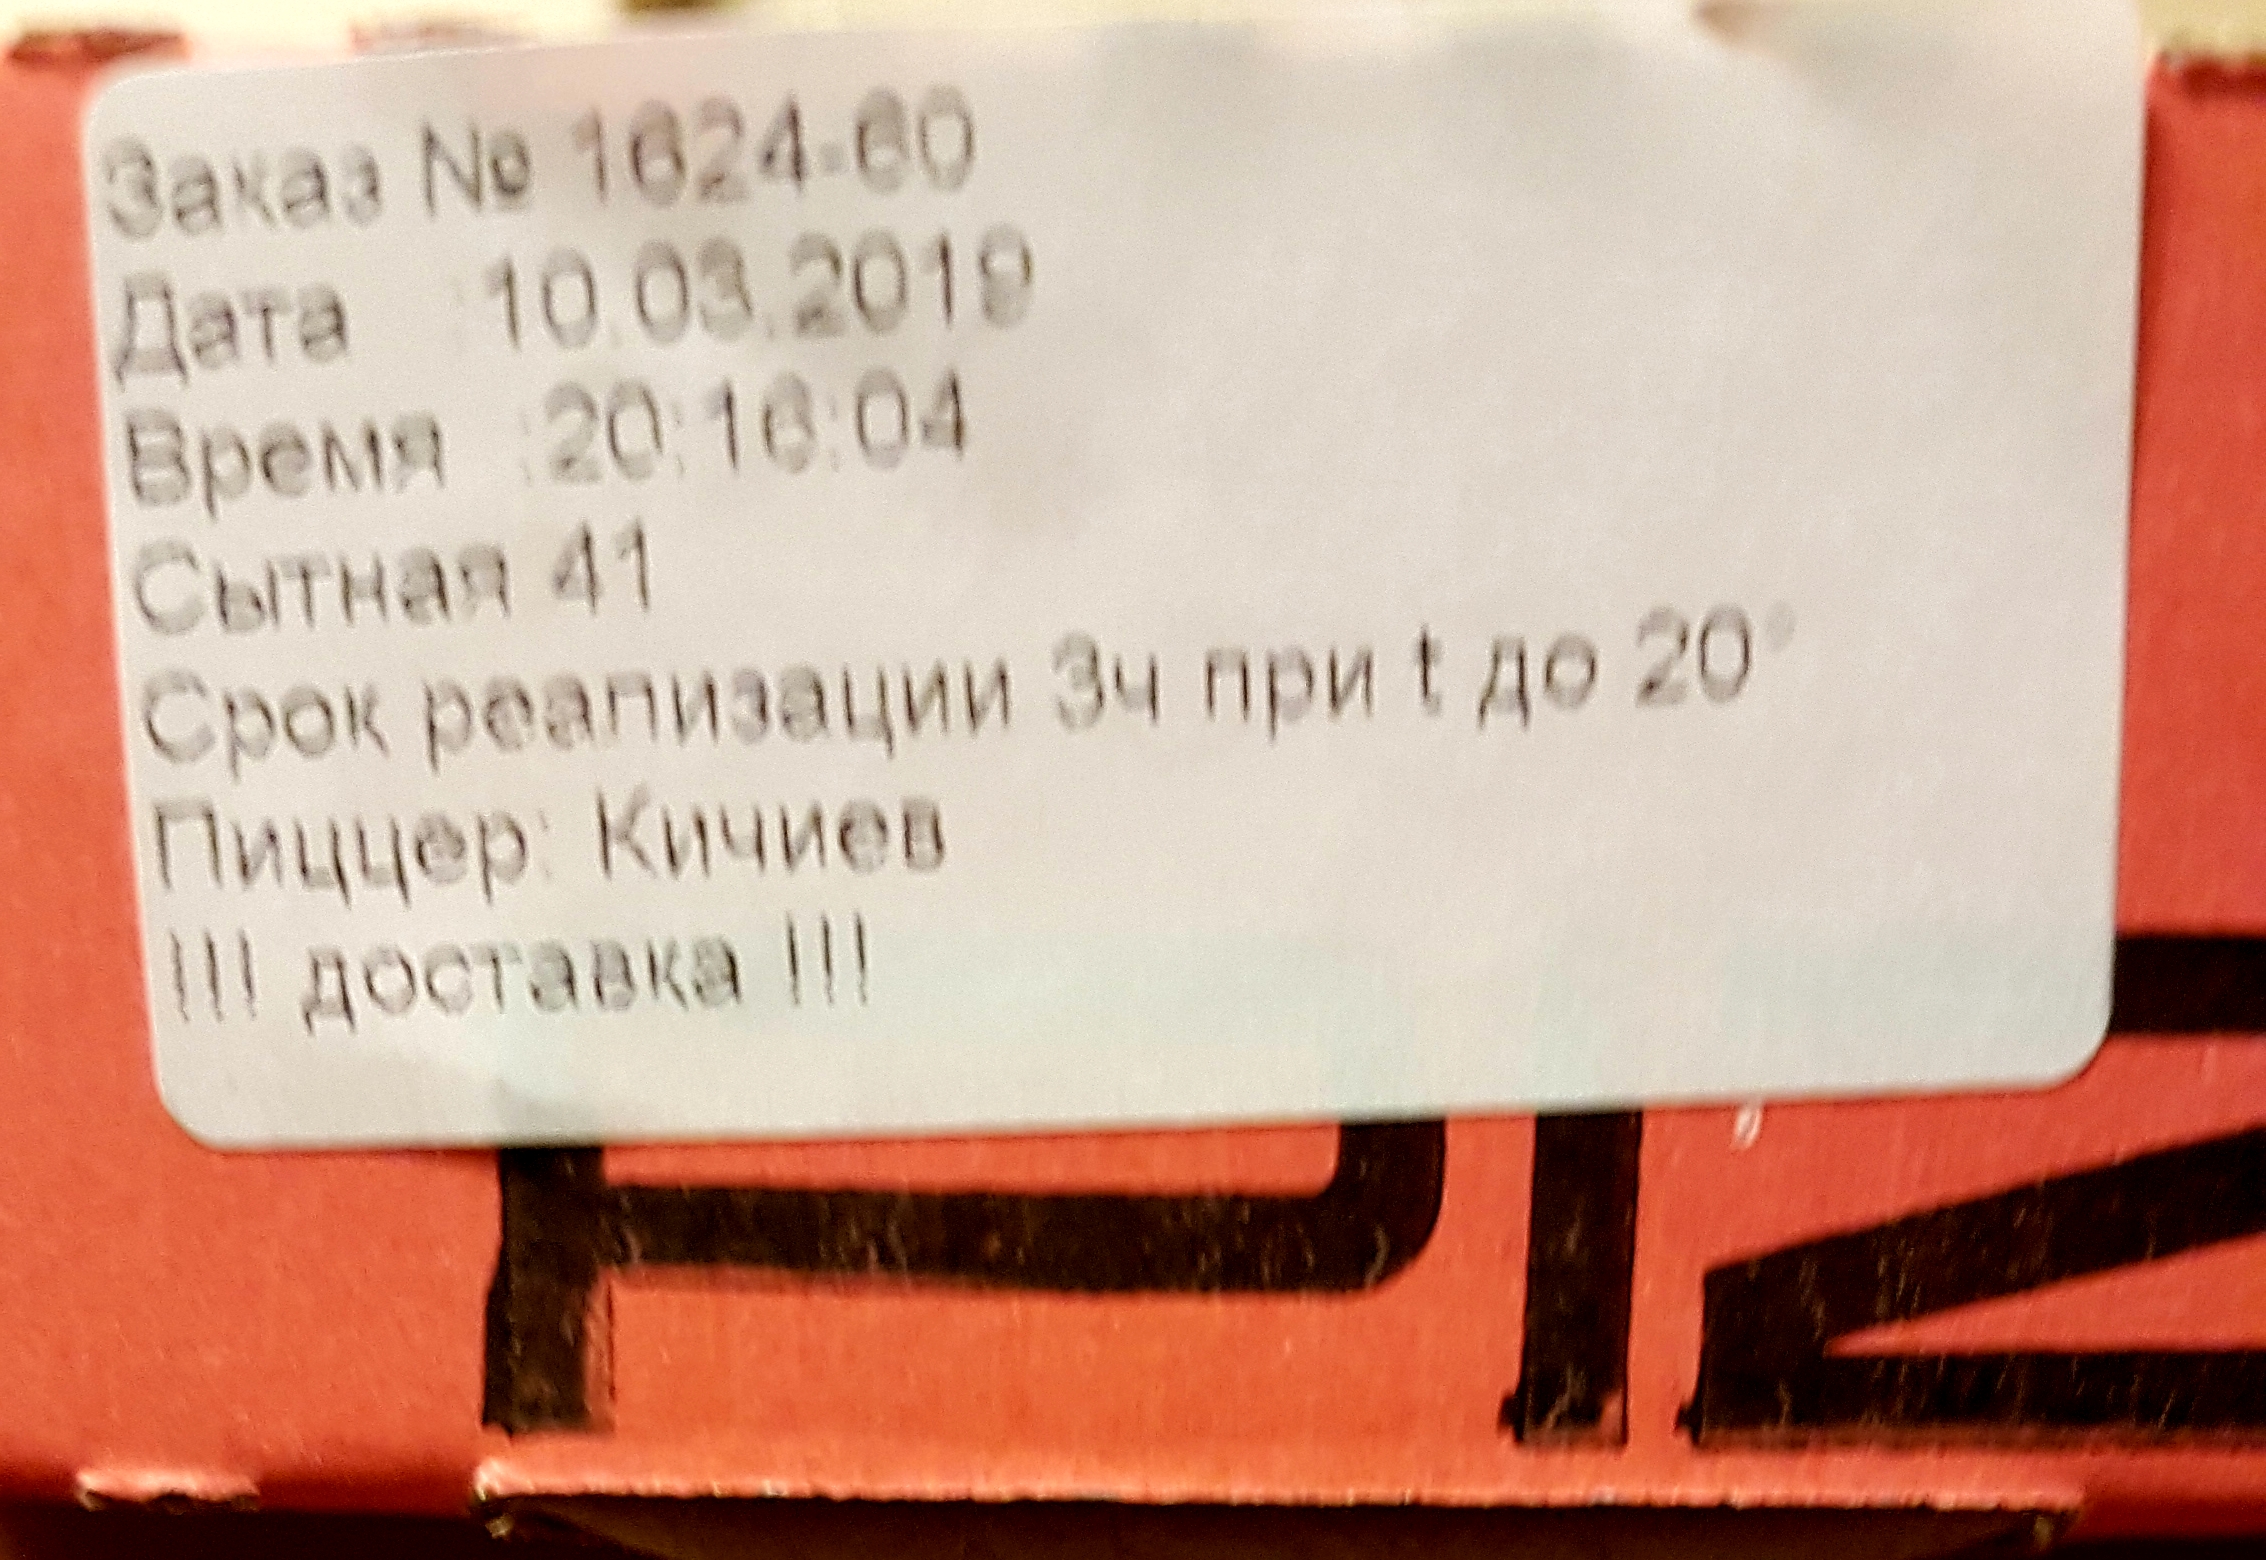 Заказ № 1624-60
Дата :10.03.2019
Время :20:16:04
Сытная 41
Срок реализации 3ч при t до 20°
Пиццер: Кичиев
!!! доставка !!!